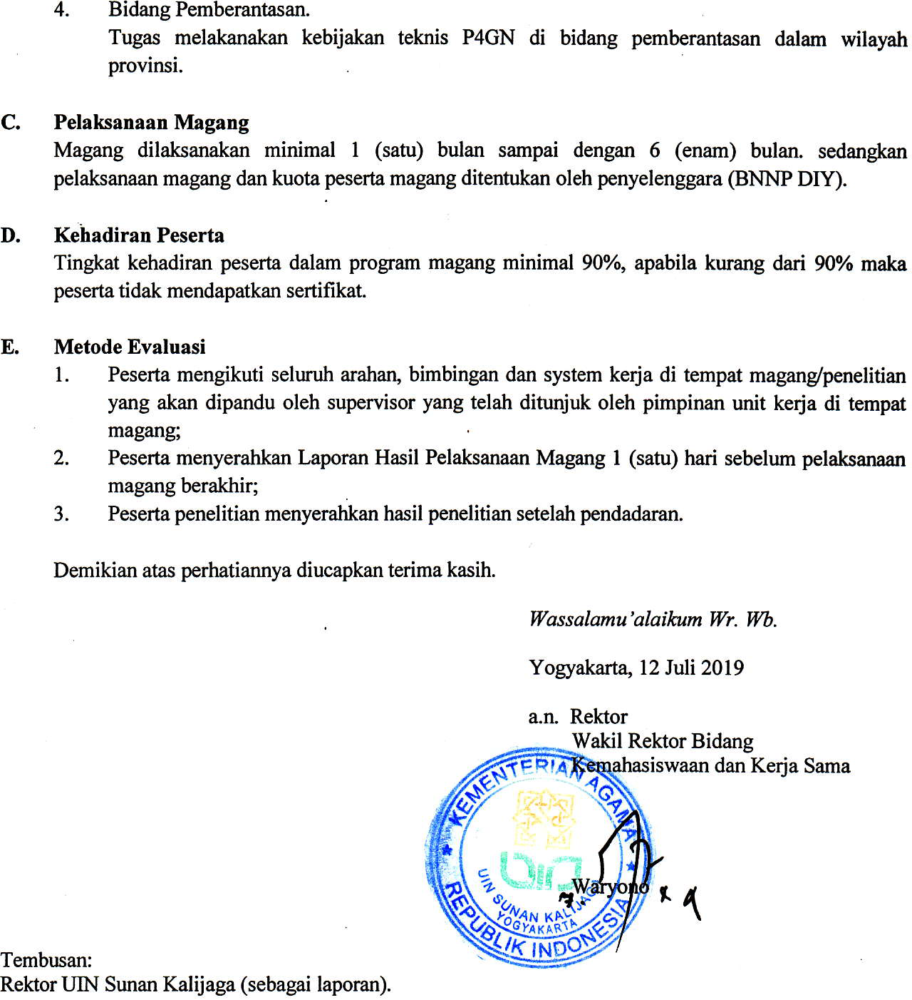 4. Bidang Pemberantasan.
Tugas melakanakan kebijakan teknis P4GN di bidang pemberantasan dalam wilayah
provinsi.
C. Pelaksanaan Magang
Magang dilaksanakan minimal 1 (satu) bulan sampai dengan 6 (enam) bulan. sedangkan
pelaksanaan magang dan kuota peserta magang ditentukan oleh penyelenggara (BNNP DIY).
D. Kehadiran Peserta
Tingkat kehadiran peserta dalam program magang minimal 90%, apabila kurang dari 90% maka
peserta tidak mendapatkan sertifikat.
E. Metode Evaluasi
1. Peserta mengikuti seluruh arahan, bimbingan dan system kerja di tempat magang/penelitian
yang akan dipandu oleh supervisor yang telah ditunjuk oleh pimpinan unit kerja di tempat
magang;
2. Peserta menyerahkan Laporan Hasil Pelaksanaan Magang 1 (satu) hari sebelum pelaksanaan
magang berakhir;
3. Peserta penelitian menyerahkan hasil penelitian setelah pendadaran.
Demikian atas perhatiannya diucapkan terima kasih.
Wassalamu’alaikum Wr. Wb.
Yogyakarta, 12 Juli 2019
a.n. Rektor
Wakil Rektor Bidang
Kemahasiswaan dan Kerja Sama
KEMENTERIAN AGAMA
UIN
UIN SUNAN KALIJAGA
YOGYAKARTA
REPUBLIK INDONESIA
Waryono
Tembusan:
Rektor UIN Sunan Kalijaga (sebagai laporan).